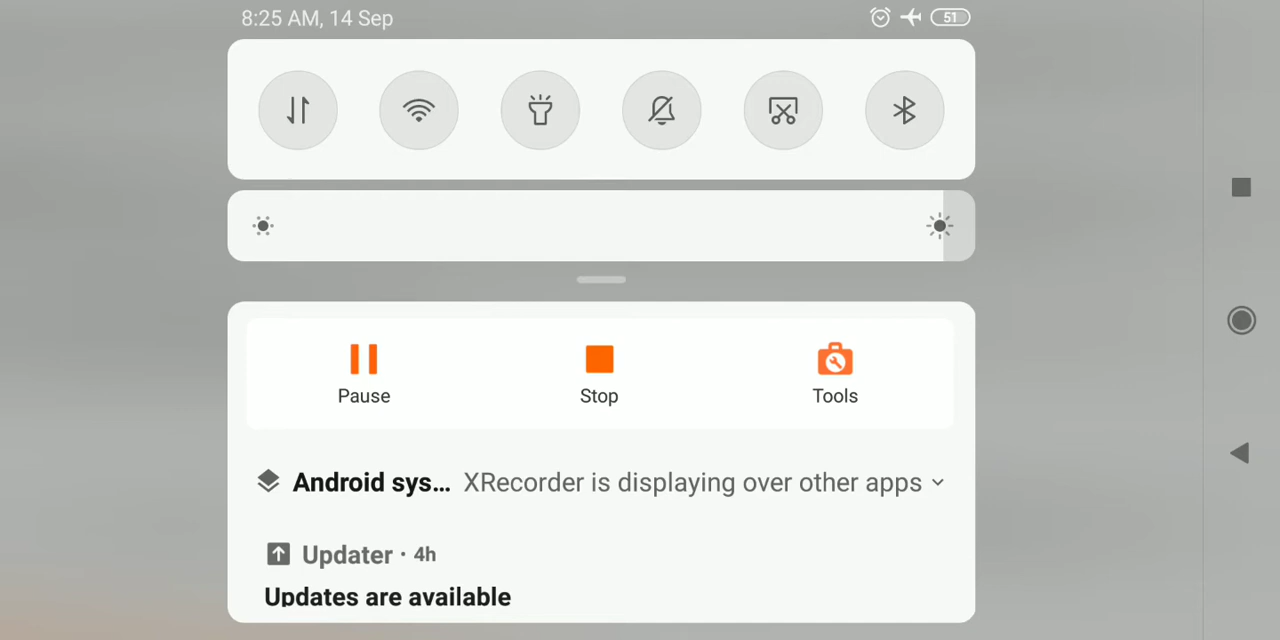 8:25 AM, 14 Sep 51
Pause Stop Tools
Android sys... XRecorder is displaying over other apps
Updater · 4h
Updates are available